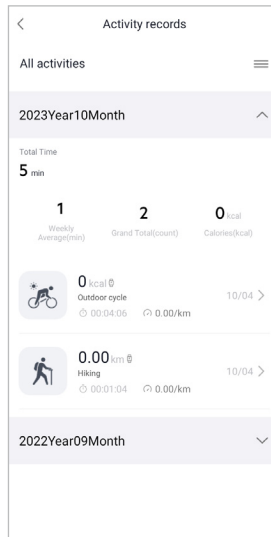 Activity records
All activities
2023Year10Month
Total Time
5 min
1
Weekly
Average(min)
2
Grand Total(count)
0 kcal
Calories(kcal)
0 kcal
Outdoor cycle
00:04:06 0.00/km
10/04
0.00 km
Hiking
00:01:04 0.00/km
10/04
2022Year09Month